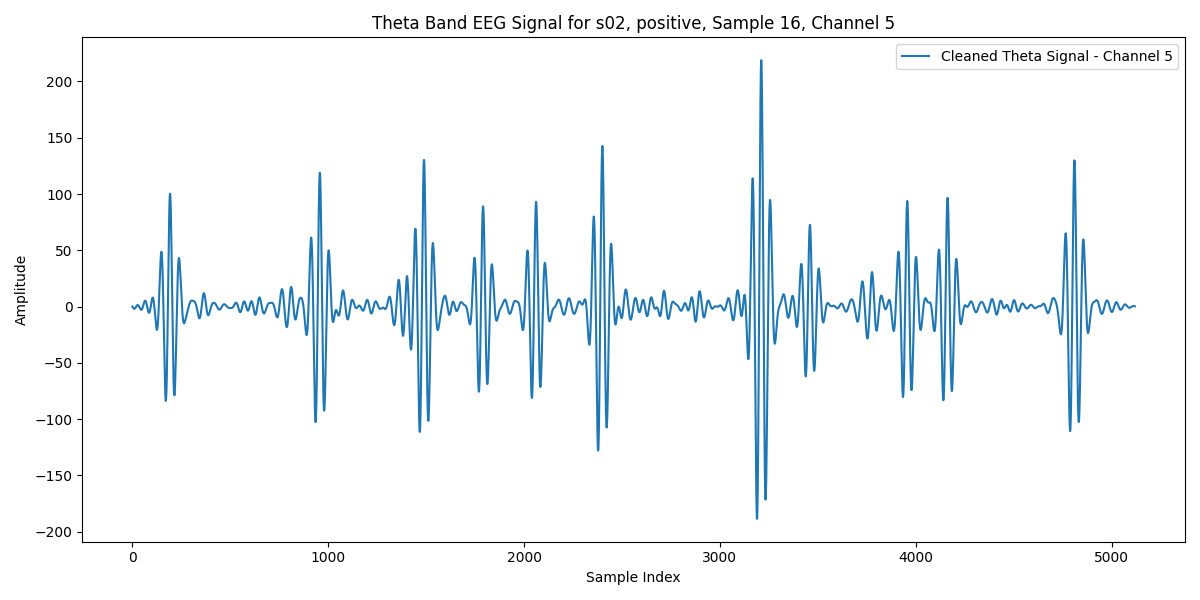 Theta Band EEG Signal for s02, positive, Sample 16, Channel 5
Cleaned Theta Signal - Channel 5
Amplitude
200
150
100
50
0
−50
−100
−150
−200
0 1000 2000 3000 4000 5000
Sample Index